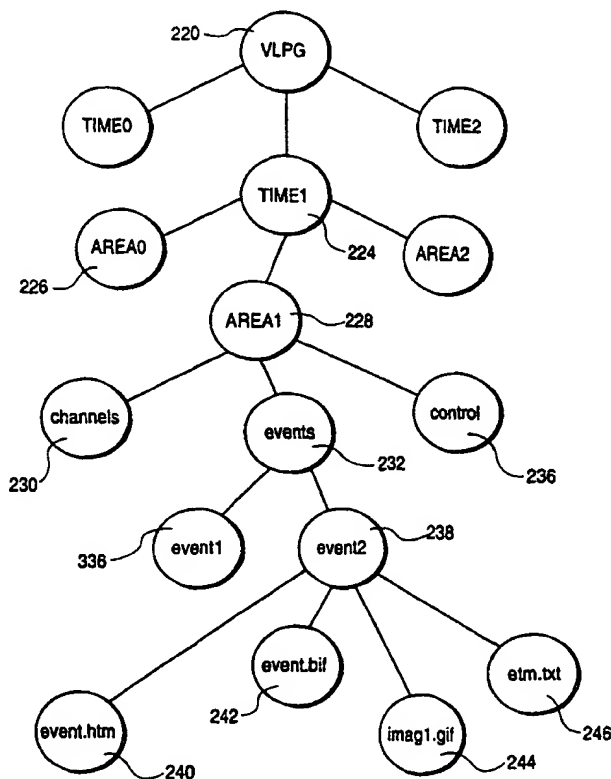 220
VLPG
TIME0
TIME2
TIME1
224
AREA0
226
AREA2
AREA1
228
channels
230
events
232
control
236
event1
336
event2
238
event.htm
240
event.bif
242
imag1.gif
244
etm.txt
246